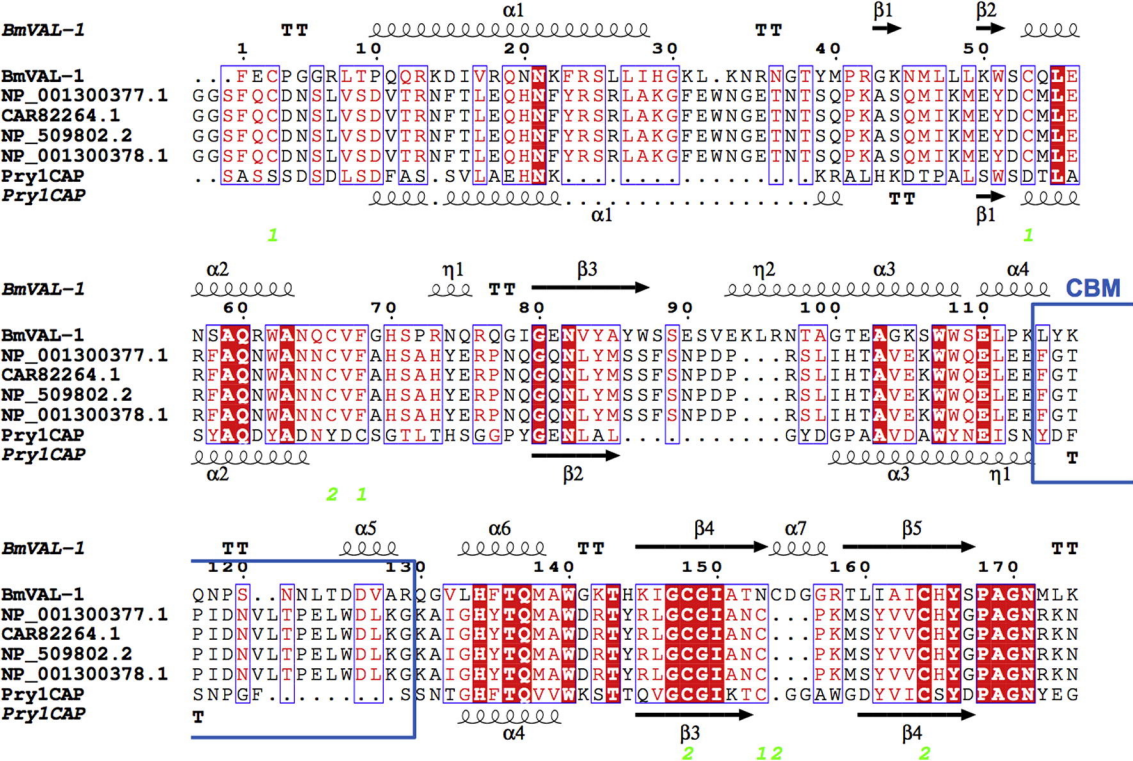 α1 β1 β2
BmVAL-1 TT TT
1 10 20 30 40 50
BmVAL-1 ...FECPGGRLTPQQRKDIVRQNNKFRSLLIHGKL.KNRNGTYMPRGKNMLLLKWSCQLE
NP_001300377.1 GGSFQCDNSLVSDVTRNFTLEQHNFYRSRLAKGFEWNGETNTSQPKASQMIKMEYDCMLE
CAR82264.1 GGSFQCDNSLVSDVTRNFTLEQHNFYRSRLAKGFEWNGETNTSQPKASQMIKMEYDCMLE
NP_509802.2 GGSFQCDNSLVSDVTRNFTLEQHNFYRSRLAKGFEWNGETNTSQPKASQMIKMEYDCMLE
NP_001300378.1 GGSFQCDNSLVSDVTRNFTLEQHNFYRSRLAKGFEWNGETNTSQPKASQMIKMEYDCMLE
Pry1CAP ..SASSSDSDLSDFAS.SVLAEHNK.................KRALHKDTPALSWSDTLA
Pry1CAP TT
α1 β1
1 1
α2 η1 β3 η2 α3 α4
BmVAL-1 TT CBM
60 70 80 90 100 110
BmVAL-1 NSAQRWANQCVFGHSPRNQRQGIGENVYAYWSSESVEKLRNTAGTEAGKSWWSELPKLYK
NP_001300377.1 RFAQNWANNCVFAHSAHYERPNQGQNLYMSSFSNPDP...RSLIHTAVEKWWQELEEFGT
CAR82264.1 RFAQNWANNCVFAHSAHYERPNQGQNLYMSSFSNPDP...RSLIHTAVEKWWQELEEFGT
NP_509802.2 RFAQNWANNCVFAHSAHYERPNQGQNLYMSSFSNPDP...RSLIHTAVEKWWQELEEFGT
NP_001300378.1 RFAQNWANNCVFAHSAHYERPNQGQNLYMSSFSNPDP...RSLIHTAVEKWWQELEEFGT
Pry1CAP SYAQDYADNYDCSGTLTHSGGPYGENLAL...........GYDGPAAVDAWYNEISNYDF
Pry1CAP T
α2 β2 α3 η1
2 1
α5 α6 β4 α7 β5
BmVAL-1 TT TT TT
120 130 140 150 160 170
BmVAL-1 QNPS..NNLTDDVARQGVLHFTQMAWGKTHKIGCGIATNCDGGRTLIAICHYSPAGNMLK
NP_001300377.1 PIDNVLTPELWDLKGKAIGHYTQMAWDRTYRLGCGIANC...PKMSYVVCHYGPAGNRKN
CAR82264.1 PIDNVLTPELWDLKGKAIGHYTQMAWDRTYRLGCGIANC...PKMSYVVCHYGPAGNRKN
NP_509802.2 PIDNVLTPELWDLKGKAIGHYTQMAWDRTYRLGCGIANC...PKMSYVVCHYGPAGNRKN
NP_001300378.1 PIDNVLTPELWDLKGKAIGHYTQMAWDRTYRLGCGIANC...PKMSYVVCHYGPAGNRKN
Pry1CAP SNPGF.........SSNTGHFTQVVWKSTTQVGCGIKTC.GGAWGDYVICSYDPAGNYEG
Pry1CAP T
α4 β3 β4
2 1 2 2